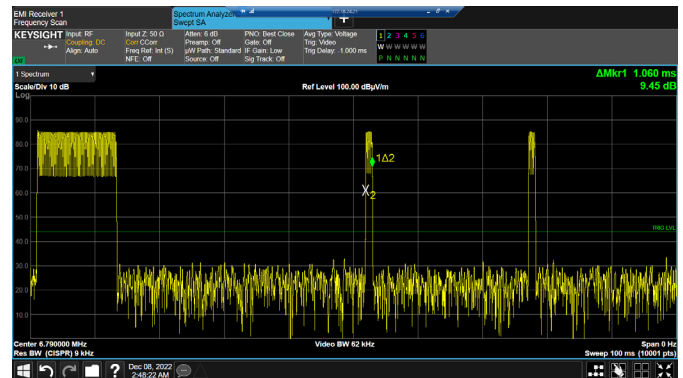 EMI Receiver 1
Frequency Scan
Spectrum Analyzer
Swept SA
172.16.24.21
KEYSIGHT
Input: RF
Coupling: DC
Align: Auto
Input Z: 50 Ω
Corr CCorr
Freq Ref: Int (S)
NFE: Off
Atten: 6 dB
Preamp: Off
µW Path: Standard
Source: Off
PNO: Best Close
Gate: Off
IF Gain: Low
Sig Track: Off
Avg Type: Voltage
Trig: Video
Trig Delay: -1.000 ms
1 2 3 4 5 6
W W W W W W
P N N N N N
1 Spectrum
Scale/Div 10 dB
Ref Level 100.00 dBµV/m
ΔMkr1 1.060 ms
9.45 dB
Log
90.0
80.0
70.0
60.0
50.0
40.0
30.0
20.0
10.0
1Δ2
2
TRIG LVL
Center 6.790000 MHz
Res BW (CISPR) 9 kHz
Video BW 62 kHz
Span 0 Hz
Sweep 100 ms (10001 pts)
Dec 08, 2022
2:48:22 AM